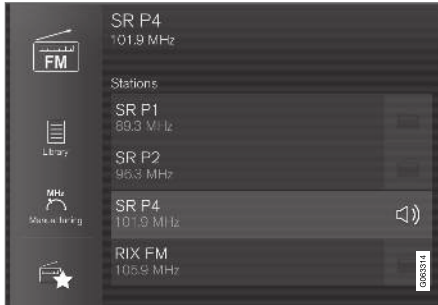 SR P4
101.9 MHz
FM
Stations
SR P1
89.3 MHz
Library
SR P2
96.3 MHz
MHz
Manual tuning
SR P4
101.9 MHz
RIX FM
105.9 MHz
G063314